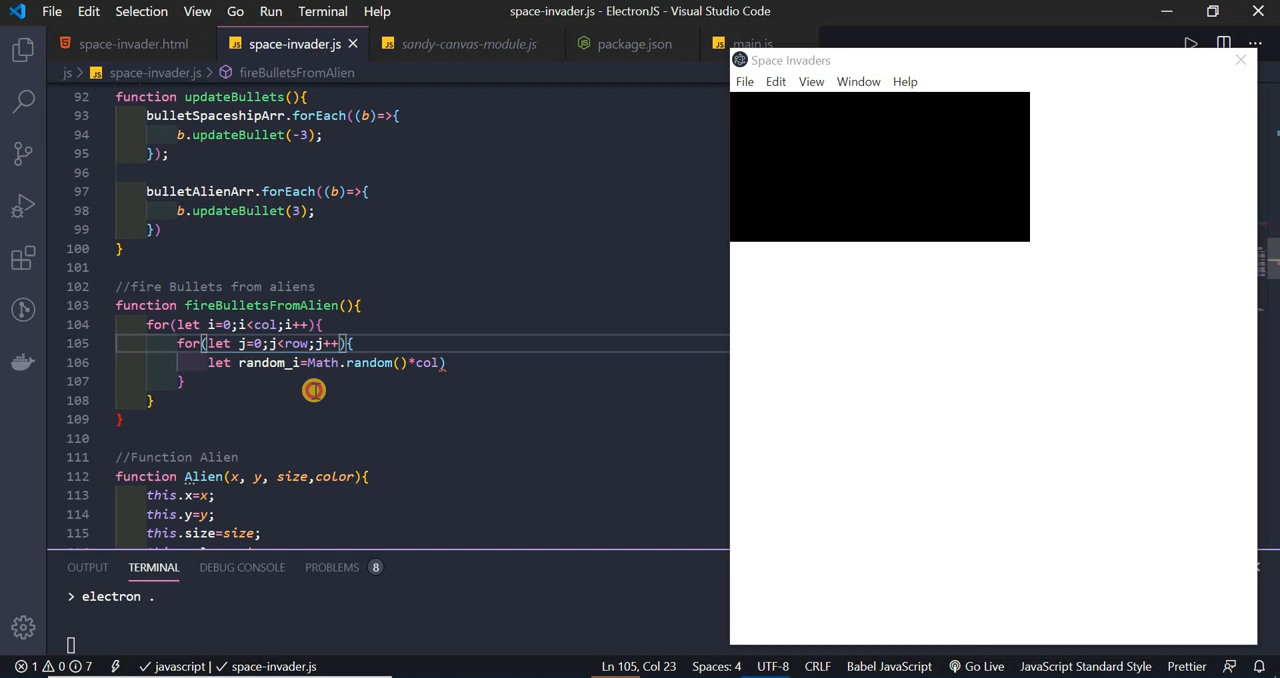 File Edit Selection View Go Run Terminal Help space-invader.js - ElectronJS - Visual Studio Code
space-invader.html space-invader.js sandy-canvas-module.js package.json main.js
js > space-invader.js > fireBulletsFromAlien
92 function updateBullets(){
93 bulletSpaceshipArr.forEach((b)=>{
94 b.updateBullet(-3);
95 });
96
97 bulletAlienArr.forEach((b)=>{
98 b.updateBullet(3);
99 })
100 }
101
102 //fire Bullets from aliens
103 function fireBulletsFromAlien(){
104 for(let i=0;i<col;i++){
105 for(let j=0;j<row;j++){
106 let random_i=Math.random()*col)
107 }
108 }
109 }
110
111 //Function Alien
112 function Alien(x, y, size,color){
113 this.x=x;
114 this.y=y;
115 this.size=size;
Space Invaders
File Edit View Window Help
OUTPUT TERMINAL DEBUG CONSOLE PROBLEMS 8
> electron .
1 0 7 javascript | space-invader.js Ln 105, Col 23 Spaces: 4 UTF-8 CRLF Babel JavaScript Go Live JavaScript Standard Style Prettier